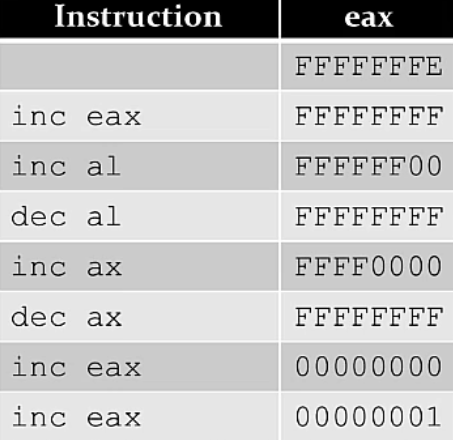 Instruction eax
FFFFFFFE
inc eax FFFFFFFF
inc al FFFFFF00
dec al FFFFFFFF
inc ax FFFF0000
dec ax FFFFFFFF
inc eax 00000000
inc eax 00000001